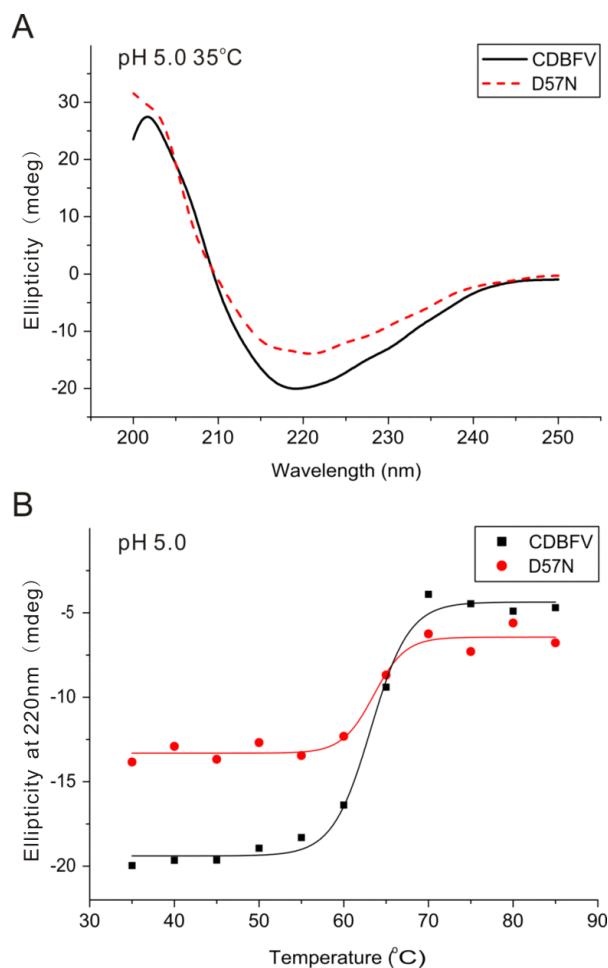 A
pH 5.0 35°C
CDBFV
D57N
Ellipticity (mdeg)
30
20
10
0
-10
-20
200
210
220
230
240
250
Wavelength (nm)
B
pH 5.0
CDBFV
D57N
Ellipticity at 220nm (mdeg)
-5
-10
-15
-20
30
40
50
60
70
80
90
Temperature (°C)